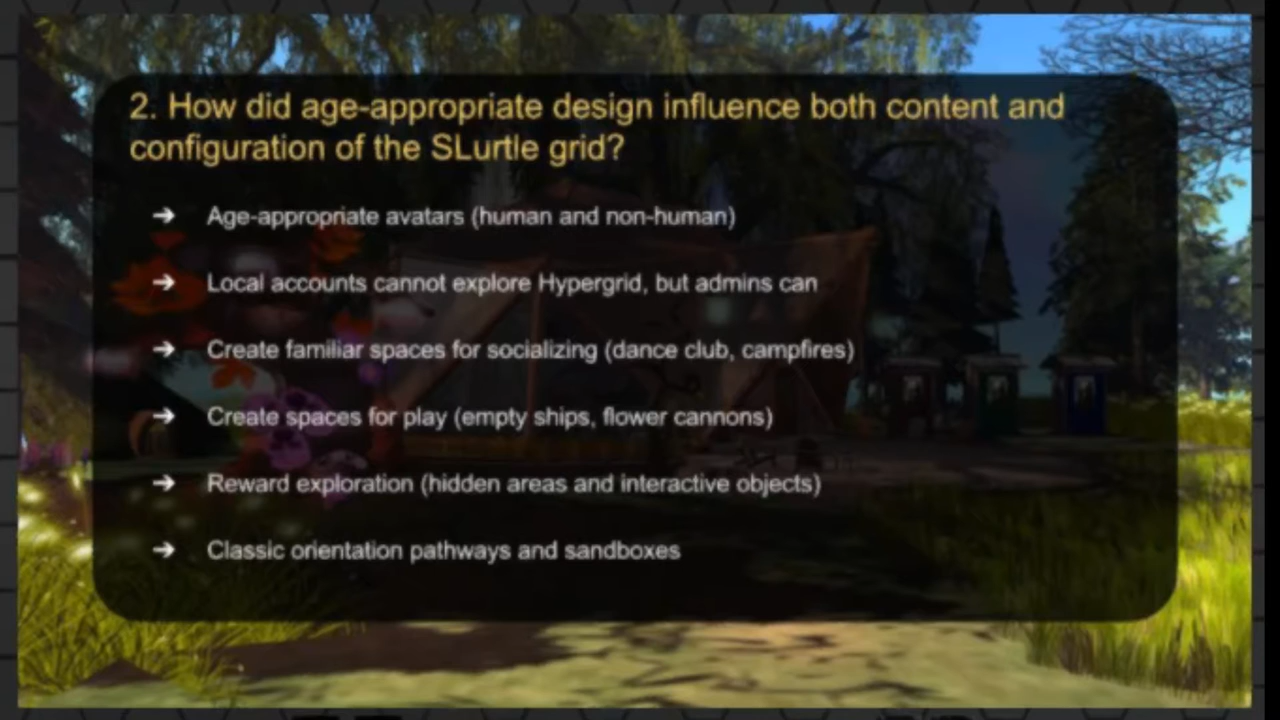 2. How did age-appropriate design influence both content and
configuration of the SLurtle grid?
➔ Age-appropriate avatars (human and non-human)
➔ Local accounts cannot explore Hypergrid, but admins can
➔ Create familiar spaces for socializing (dance club, campfires)
➔ Create spaces for play (empty ships, flower cannons)
➔ Reward exploration (hidden areas and interactive objects)
➔ Classic orientation pathways and sandboxes